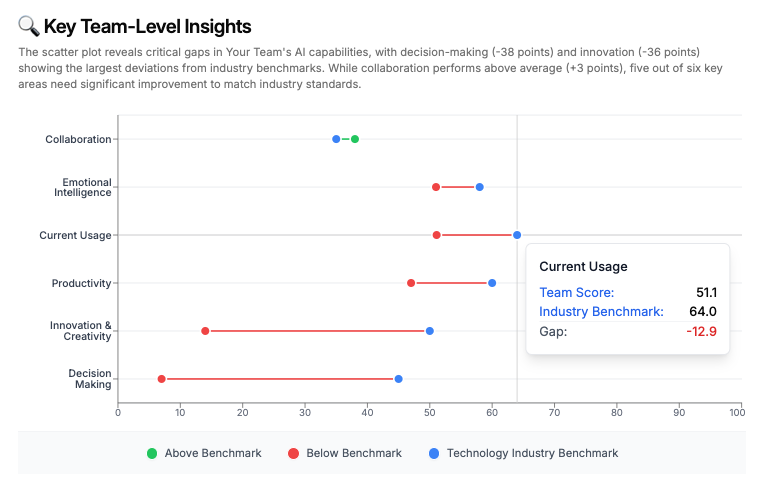 🔍 Key Team-Level Insights
The scatter plot reveals critical gaps in Your Team's AI capabilities, with decision-making (-38 points) and innovation (-36 points)
showing the largest deviations from industry benchmarks. While collaboration performs above average (+3 points), five out of six key
areas need significant improvement to match industry standards.
Collaboration
Emotional
Intelligence
Current Usage
Productivity
Innovation &
Creativity
Decision
Making
Current Usage
Team Score: 51.1
Industry Benchmark: 64.0
Gap: -12.9
0 10 20 30 40 50 60 70 80 90 100
Above Benchmark Below Benchmark Technology Industry Benchmark